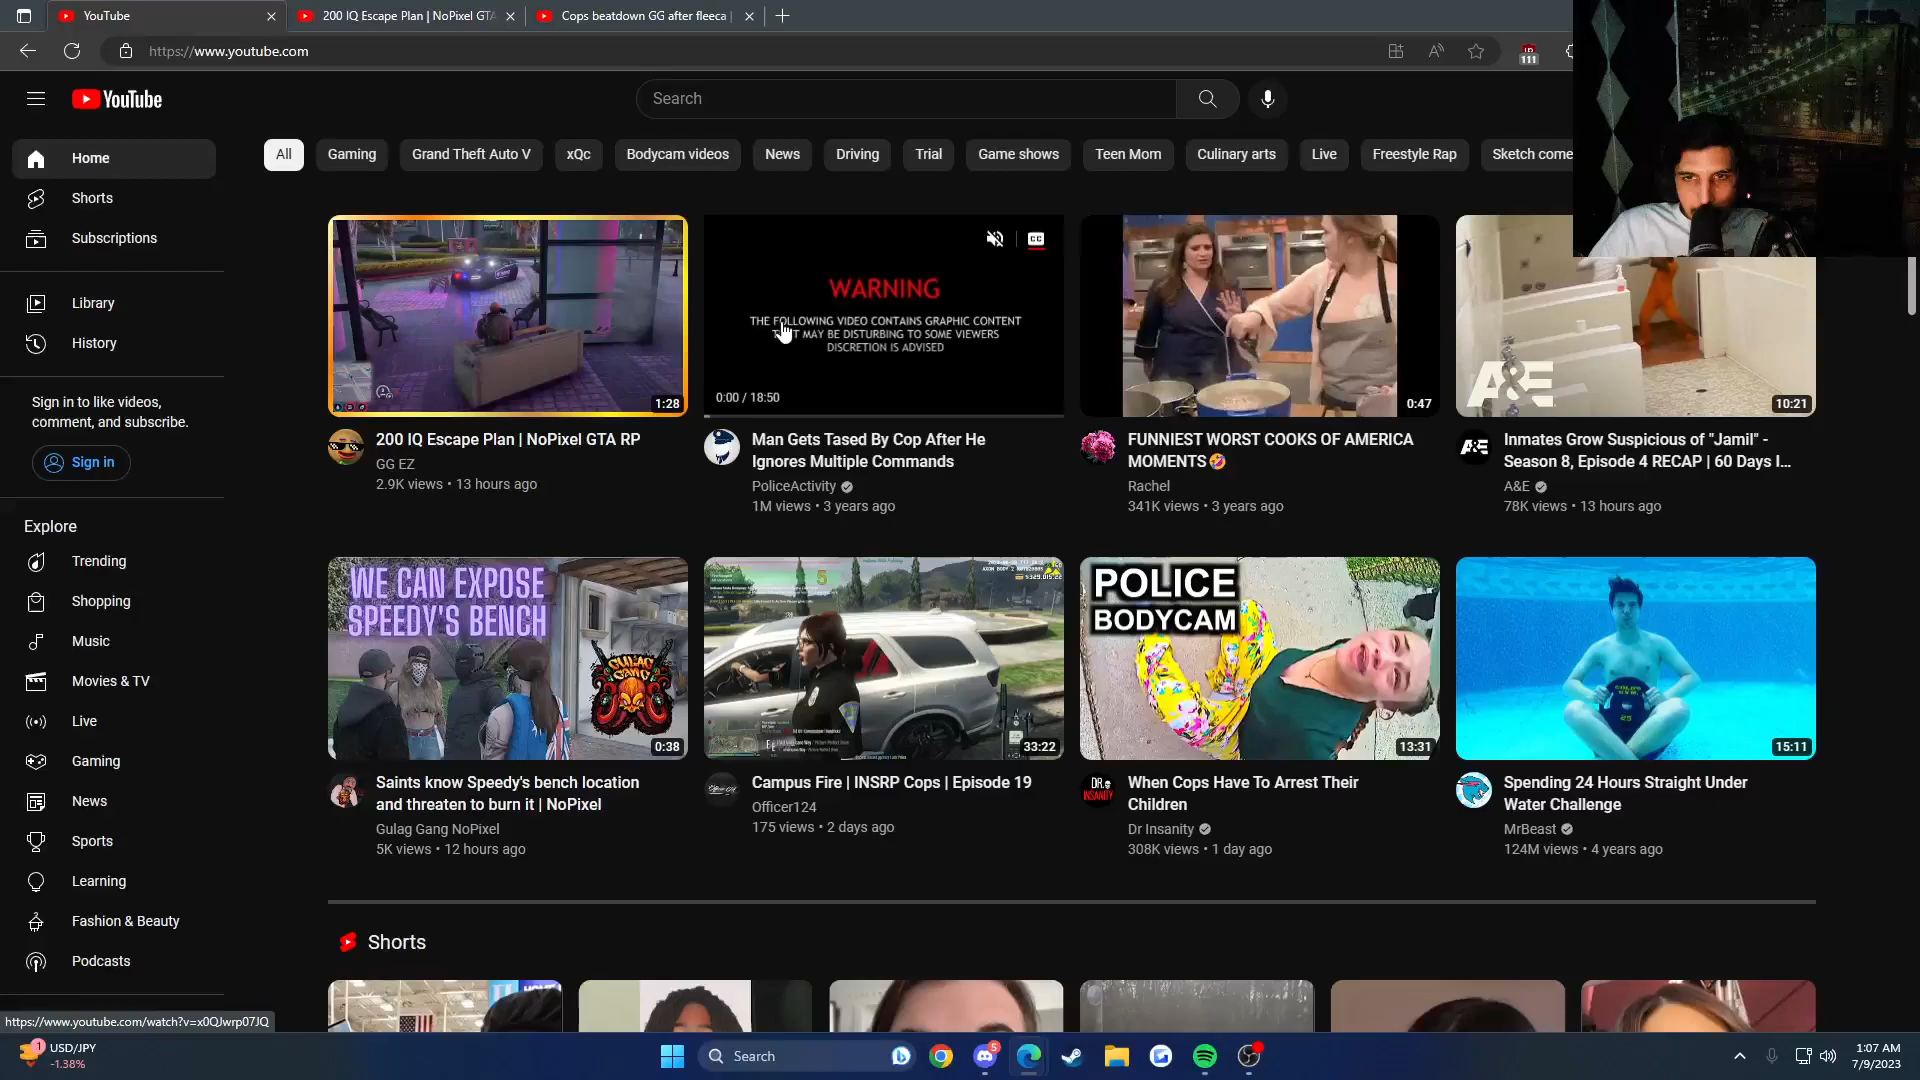 YouTube
200 IQ Escape Plan | NoPixel GTA
Cops beatdown GG after fleeca |
https://www.youtube.com
111
YouTube
Search
Home
Shorts
Subscriptions
Library
History
Sign in to like videos,
comment, and subscribe.
Sign in
Explore
Trending
Shopping
Music
Movies & TV
Live
Gaming
News
Sports
Learning
Fashion & Beauty
Podcasts
All
Gaming
Grand Theft Auto V
xQc
Bodycam videos
News
Driving
Trial
Game shows
Teen Mom
Culinary arts
Live
Freestyle Rap
Sketch come
1:28
200 IQ Escape Plan | NoPixel GTA RP
GG EZ
2.9K views • 13 hours ago
CC
WARNING
THE FOLLOWING VIDEO CONTAINS GRAPHIC CONTENT
MAY BE DISTURBING TO SOME VIEWERS
DISCRETION IS ADVISED
0:00 / 18:50
Man Gets Tased By Cop After He
Ignores Multiple Commands
PoliceActivity
1M views • 3 years ago
0:47
FUNNIEST WORST COOKS OF AMERICA
MOMENTS🤣
Rachel
341K views • 3 years ago
A&E
10:21
A&E
Inmates Grow Suspicious of "Jamil" -
Season 8, Episode 4 RECAP | 60 Days I...
A&E
78K views • 13 hours ago
WE CAN EXPOSE
SPEEDY'S BENCH
GULAG GANG
0:38
Saints know Speedy's bench location
and threaten to burn it | NoPixel
Gulag Gang NoPixel
5K views • 12 hours ago
33:22
Campus Fire | INSRP Cops | Episode 19
Officer124
175 views • 2 days ago
POLICE
BODYCAM
13:31
DR.
INSANITY
When Cops Have To Arrest Their
Children
Dr Insanity
308K views • 1 day ago
25
15:11
Spending 24 Hours Straight Under
Water Challenge
MrBeast
124M views • 4 years ago
Shorts
https://www.youtube.com/watch?v=x0QJwrp07JQ
1
USD/JPY
-1.38%
Search
5
1:07 AM
7/9/2023